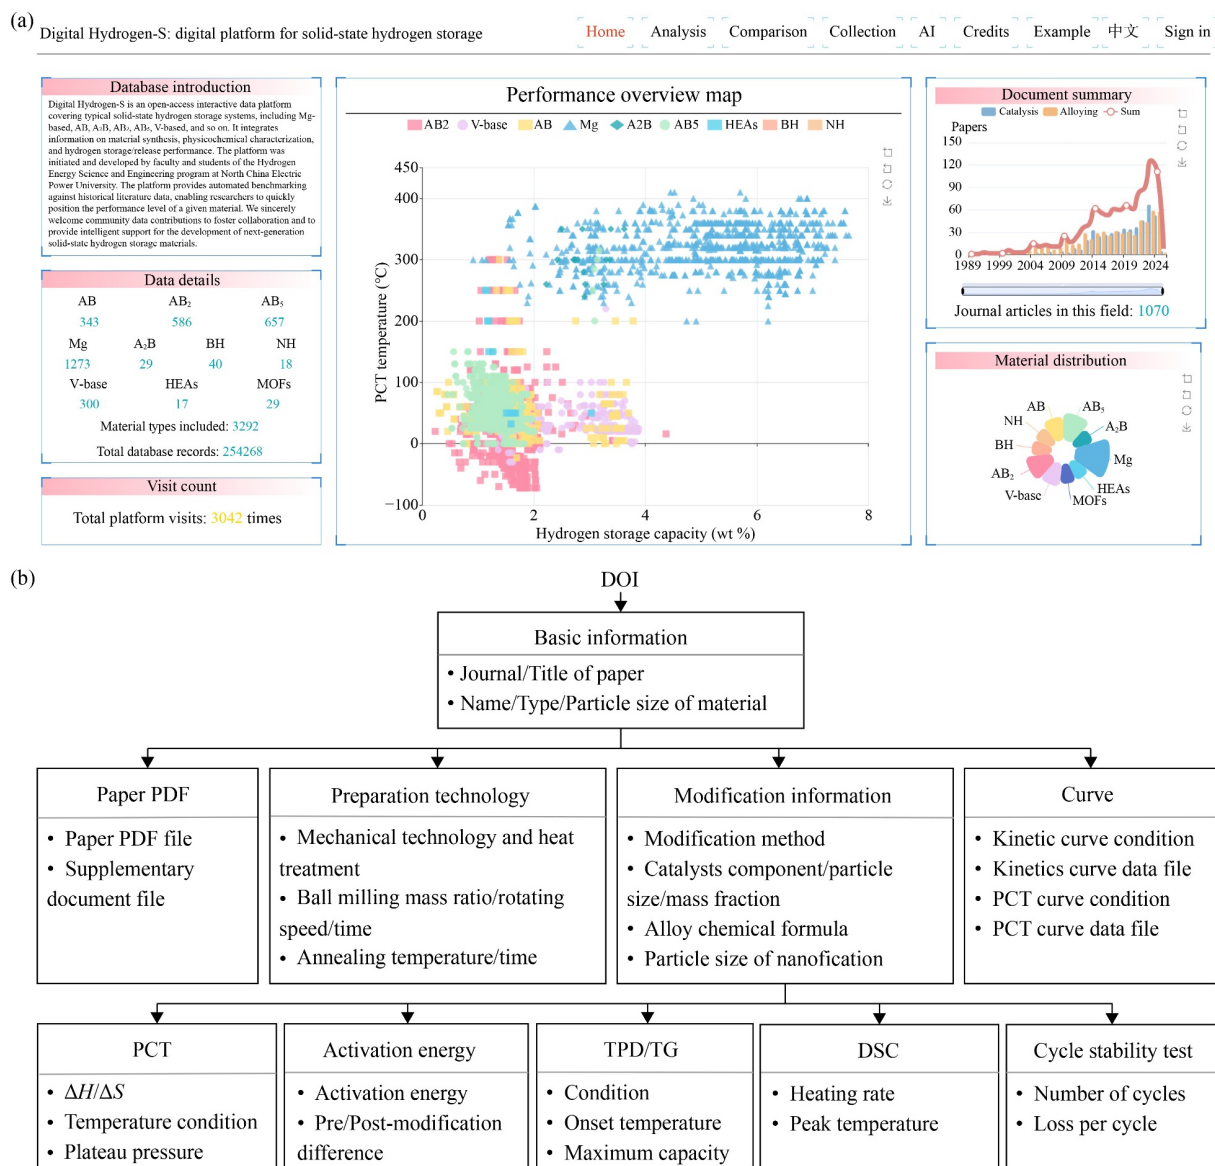 (a)
Digital Hydrogen-S: digital platform for solid-state hydrogen storage
Home Analysis Comparison Collection AI Credits Example 中文 Sign in
Database introduction
Digital Hydrogen-S is an open-access interactive data platform
covering typical solid-state hydrogen storage systems, including Mg-
based, AB, A₂B, AB₂, AB₅, V-based, and so on. It integrates
information on material synthesis, physicochemical characterization,
and hydrogen storage/release performance. The platform was
initiated and developed by faculty and students of the Hydrogen
Energy Science and Engineering program at North China Electric
Power University. The platform provides automated benchmarking
against historical literature data, enabling researchers to quickly
position the performance level of a given material. We sincerely
welcome community data contributions to foster collaboration and to
provide intelligent support for the development of next-generation
solid-state hydrogen storage materials.
Data details
AB AB₂ AB₅
343 586 657
Mg A₂B BH NH
1273 29 40 18
V-base HEAs MOFs
300 17 29
Material types included: 3292
Total database records: 254268
Visit count
Total platform visits: 3042 times
Performance overview map
AB2 V-base AB Mg A2B AB5 HEAs BH NH
PCT temperature (°C)
450
400
300
200
100
0
−100
0 2 4 6 8
Hydrogen storage capacity (wt %)
Document summary
Catalysis Alloying Sum
Papers
150
120
90
60
30
0
1989 1999 2004 2009 2014 2019 2024
Journal articles in this field: 1070
Material distribution
AB AB₅
NH A₂B
BH Mg
AB₂ HEAs
V-base MOFs
(b)
DOI
Basic information
• Journal/Title of paper
• Name/Type/Particle size of material
Paper PDF
• Paper PDF file
• Supplementary
document file
Preparation technology
• Mechanical technology and heat
treatment
• Ball milling mass ratio/rotating
speed/time
• Annealing temperature/time
Modification information
• Modification method
• Catalysts component/particle
size/mass fraction
• Alloy chemical formula
• Particle size of nanofication
Curve
• Kinetic curve condition
• Kinetics curve data file
• PCT curve condition
• PCT curve data file
PCT
• ΔH/ΔS
• Temperature condition
• Plateau pressure
Activation energy
• Activation energy
• Pre/Post-modification
difference
TPD/TG
• Condition
• Onset temperature
• Maximum capacity
DSC
• Heating rate
• Peak temperature
Cycle stability test
• Number of cycles
• Loss per cycle